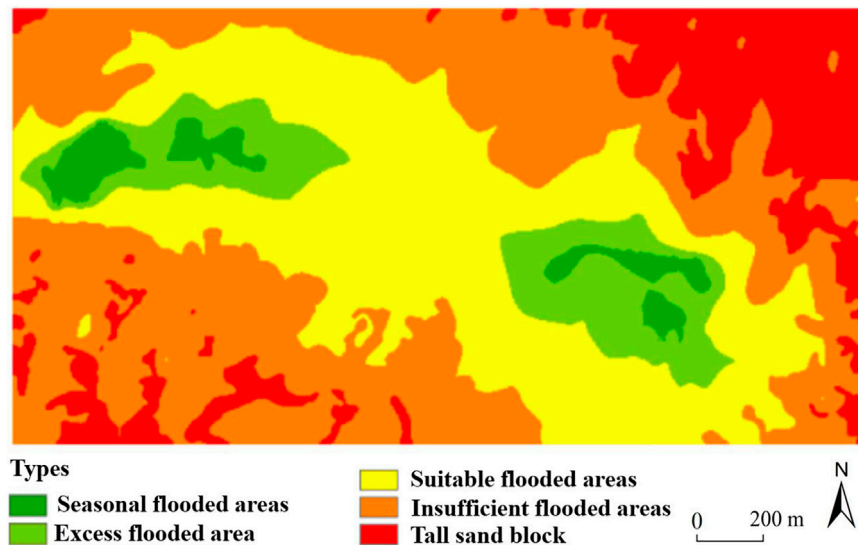 Types
Seasonal flooded areas
Excess flooded area
Suitable flooded areas
Insufficient flooded areas
Tall sand block
0 200 m
N